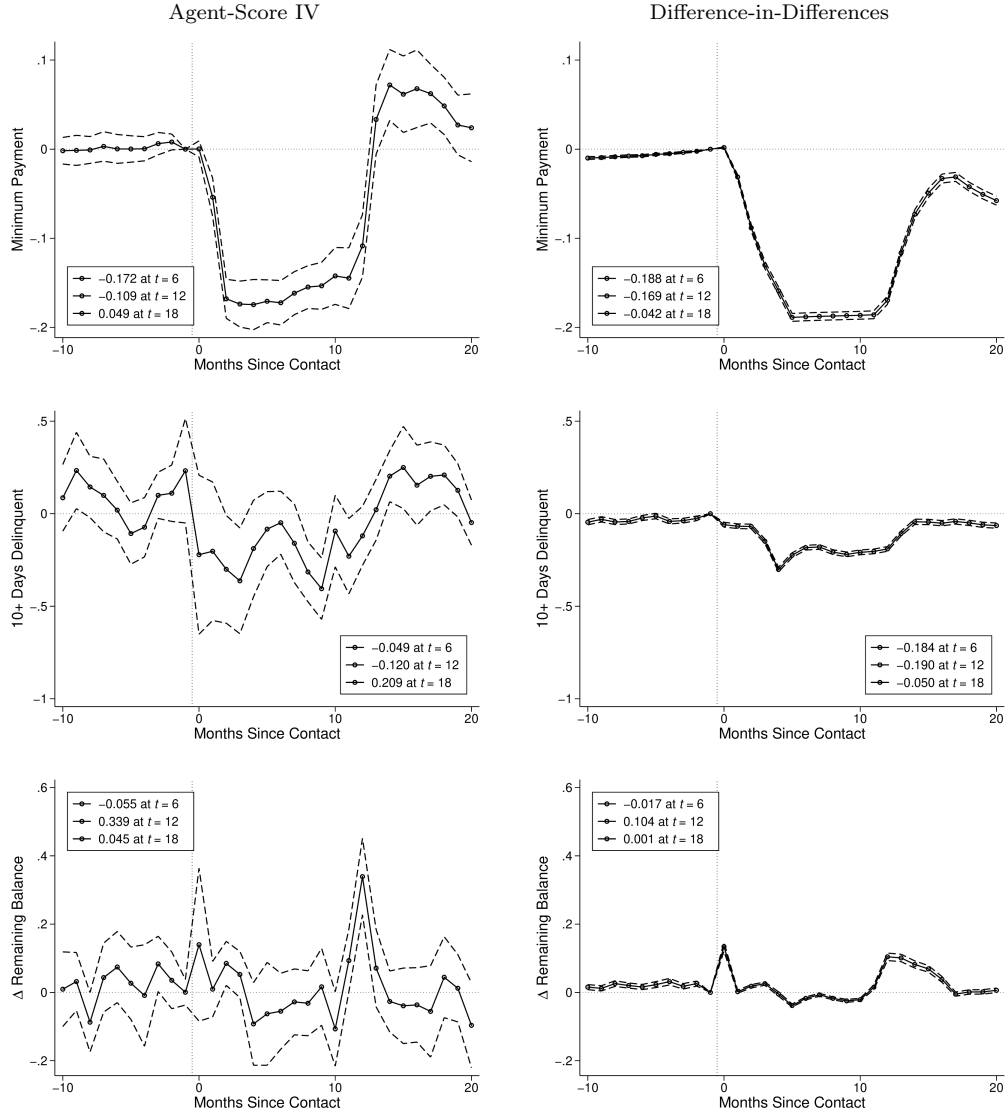 Agent-Score IV
Difference-in-Differences
Minimum Payment
.1
0
−.1
−.2
−0.172 at t = 6
−0.109 at t = 12
0.049 at t = 18
−10
0
10
20
Months Since Contact
Minimum Payment
.1
0
−.1
−.2
−0.188 at t = 6
−0.169 at t = 12
−0.042 at t = 18
−10
0
10
20
Months Since Contact
10+ Days Delinquent
.5
0
−.5
−1
−0.049 at t = 6
−0.120 at t = 12
0.209 at t = 18
−10
0
10
20
Months Since Contact
10+ Days Delinquent
.5
0
−.5
−1
−0.184 at t = 6
−0.190 at t = 12
−0.050 at t = 18
−10
0
10
20
Months Since Contact
Δ Remaining Balance
.6
.4
.2
0
−.2
−0.055 at t = 6
0.339 at t = 12
0.045 at t = 18
−10
0
10
20
Months Since Contact
Δ Remaining Balance
.6
.4
.2
0
−.2
−0.017 at t = 6
0.104 at t = 12
0.001 at t = 18
−10
0
10
20
Months Since Contact